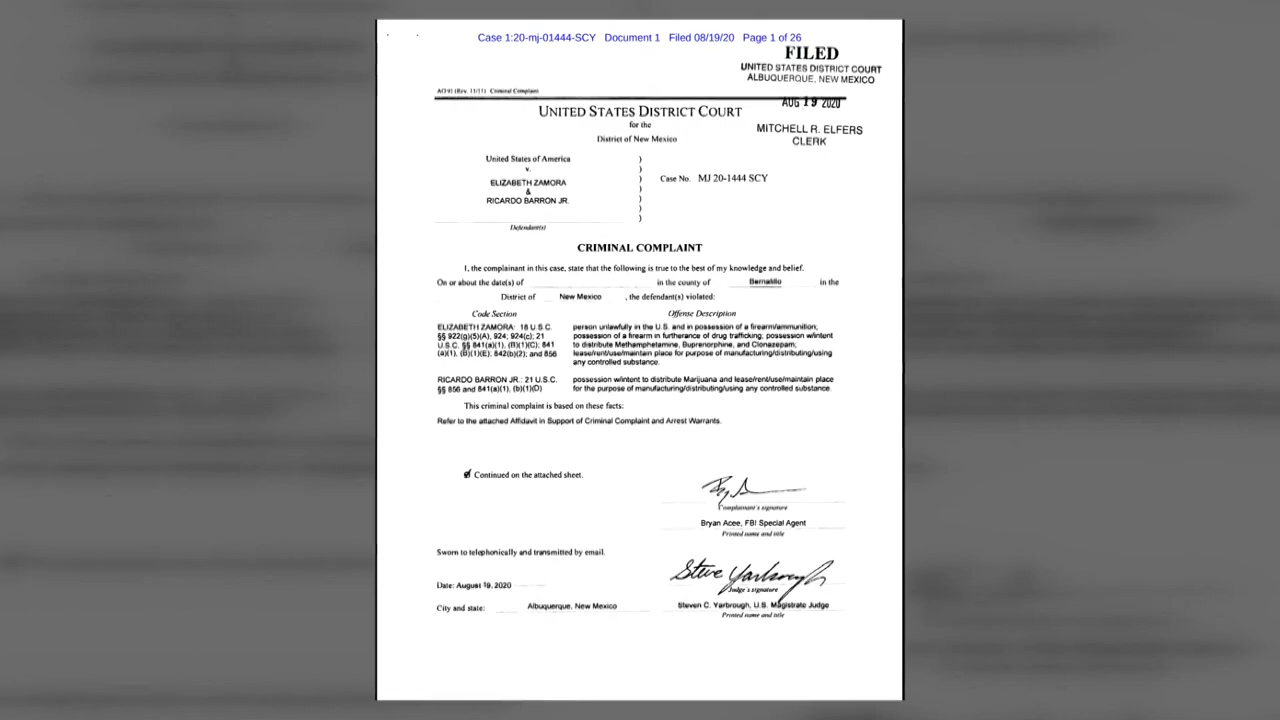 Case 1:20-mj-01444-SCY Document 1 Filed 08/19/20 Page 1 of 26
FILED
UNITED STATES DISTRICT COURT
ALBUQUERQUE, NEW MEXICO
AO 91 (Rev. 11/11) Criminal Complaint
AUG 19 2020
UNITED STATES DISTRICT COURT
for the
District of New Mexico
MITCHELL R. ELFERS
CLERK
United States of America
v.
ELIZABETH ZAMORA
&
RICARDO BARRON JR.
Defendant(s)
)
)
)
)
)
)
)
Case No. MJ 20-1444 SCY
CRIMINAL COMPLAINT
I, the complainant in this case, state that the following is true to the best of my knowledge and belief.
On or about the date(s) of in the county of Bernalillo in the
District of New Mexico , the defendant(s) violated:
Code Section Offense Description
ELIZABETH ZAMORA: 18 U.S.C. person unlawfully in the U.S. and in possession of a firearm/ammunition;
§§ 922(g)(5)(A), 924; 924(c); 21 possession of a firearm in furtherance of drug trafficking; possession w/intent
U.S.C. §§ 841(a)(1), (B)(1)(C); 841 to distribute Methamphetamine, Buprenorphine, and Clonazepam;
(a)(1), (B)(1)(E); 842(b)(2); and 856 lease/rent/use/maintain place for purpose of manufacturing/distributing/using
any controlled substance.
RICARDO BARRON JR.: 21 U.S.C. possession w/intent to distribute Marijuana and lease/rent/use/maintain place
§§ 856 and 841(a)(1), (b)(1)(D) for the purpose of manufacturing/distributing/using any controlled substance.
This criminal complaint is based on these facts:
Refer to the attached Affidavit in Support of Criminal Complaint and Arrest Warrants.
Continued on the attached sheet.
Complainant's signature
Bryan Acee, FBI Special Agent
Printed name and title
Sworn to telephonically and transmitted by email.
Steve Yarbrough
Date: August 19, 2020
Judge's signature
City and state: Albuquerque, New Mexico Steven C. Yarbrough, U.S. Magistrate Judge
Printed name and title